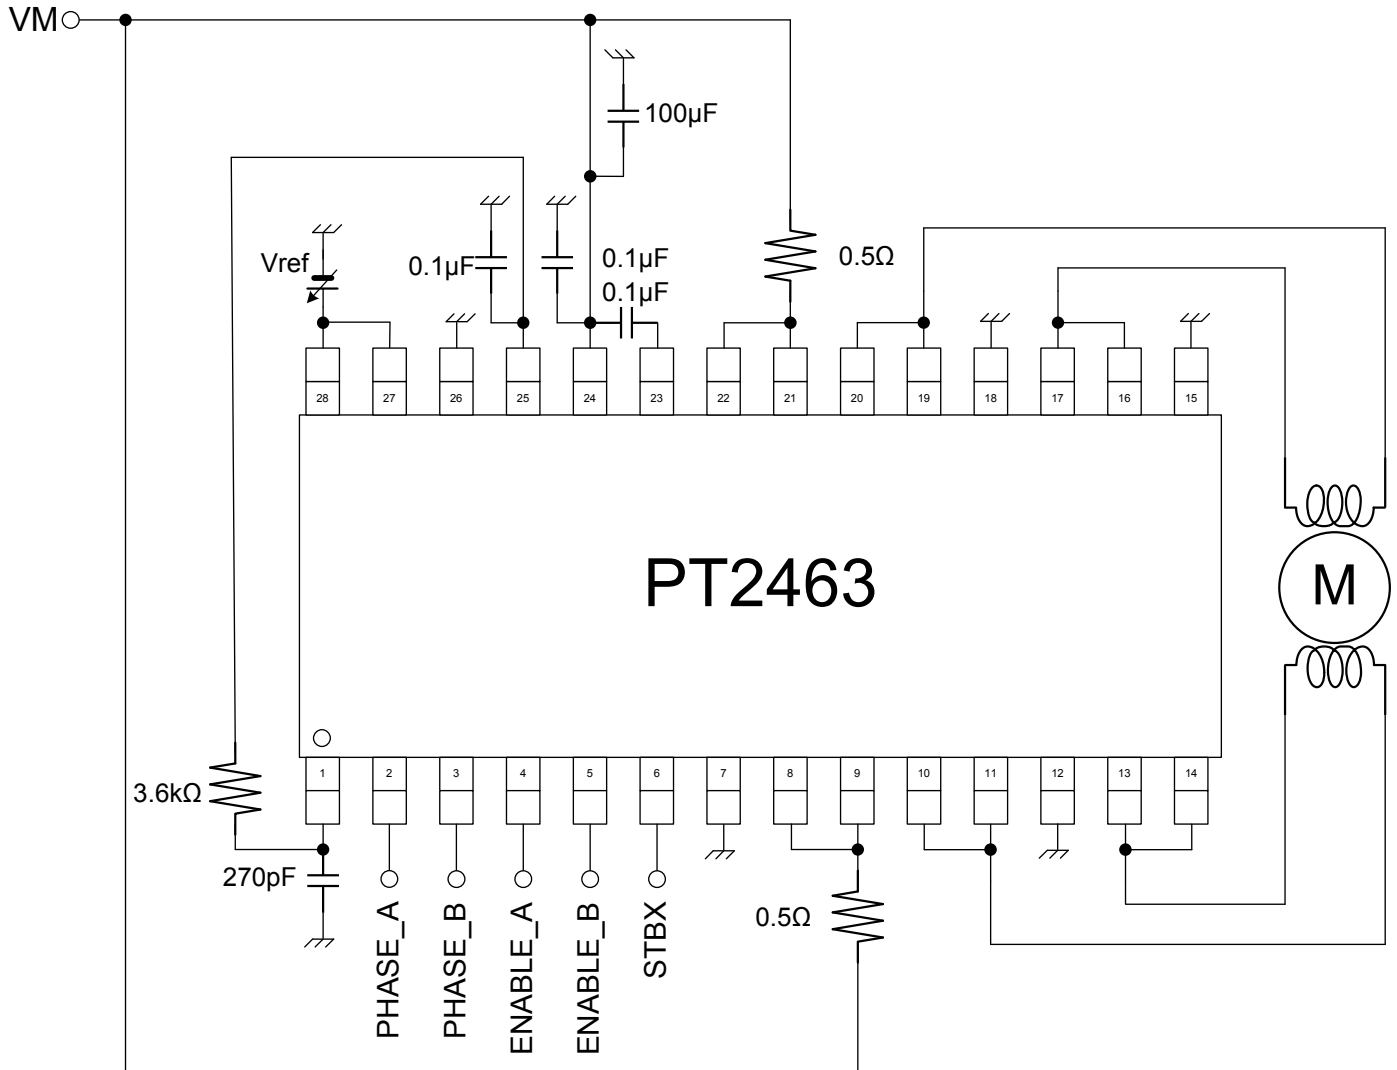 VM
100µF
Vref
0.1µF
0.1µF
0.1µF
0.5Ω
28 27 26 25 24 23 22 21 20 19 18 17 16 15
PT2463
M
1 2 3 4 5 6 7 8 9 10 11 12 13 14
3.6kΩ
270pF
PHASE_A
PHASE_B
ENABLE_A
ENABLE_B
STBX
0.5Ω